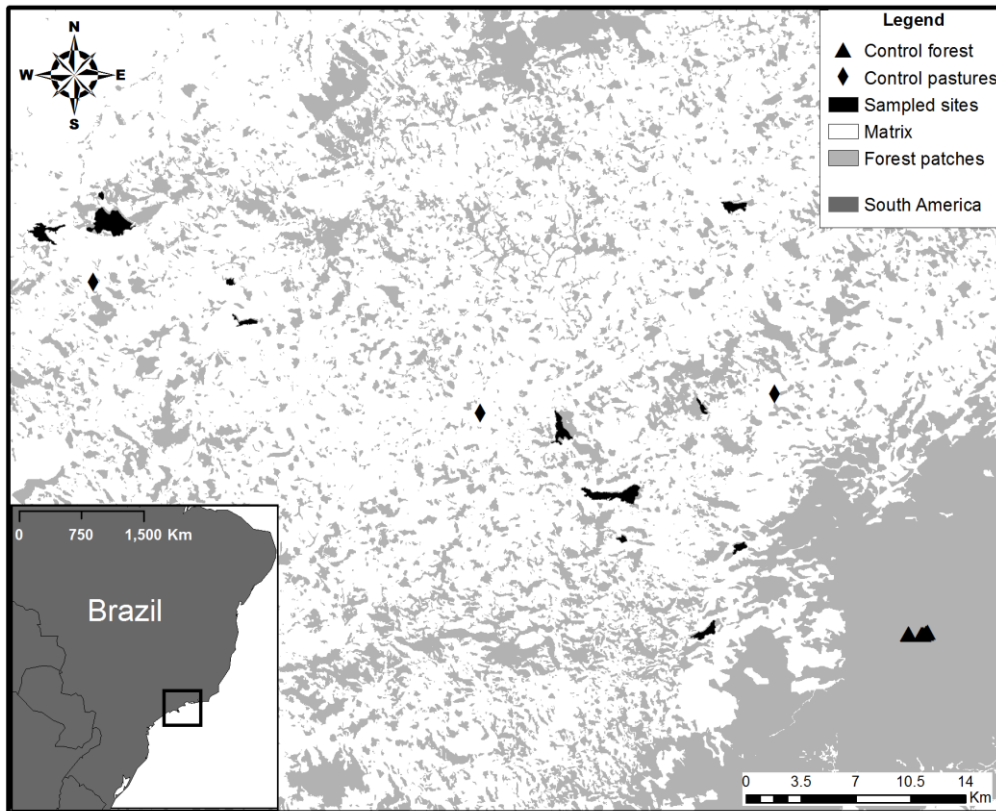 N
W E
S
Legend
Control forest
Control pastures
Sampled sites
Matrix
Forest patches
South America
0 750 1,500 Km
Brazil
0 3.5 7 10.5 14
Km